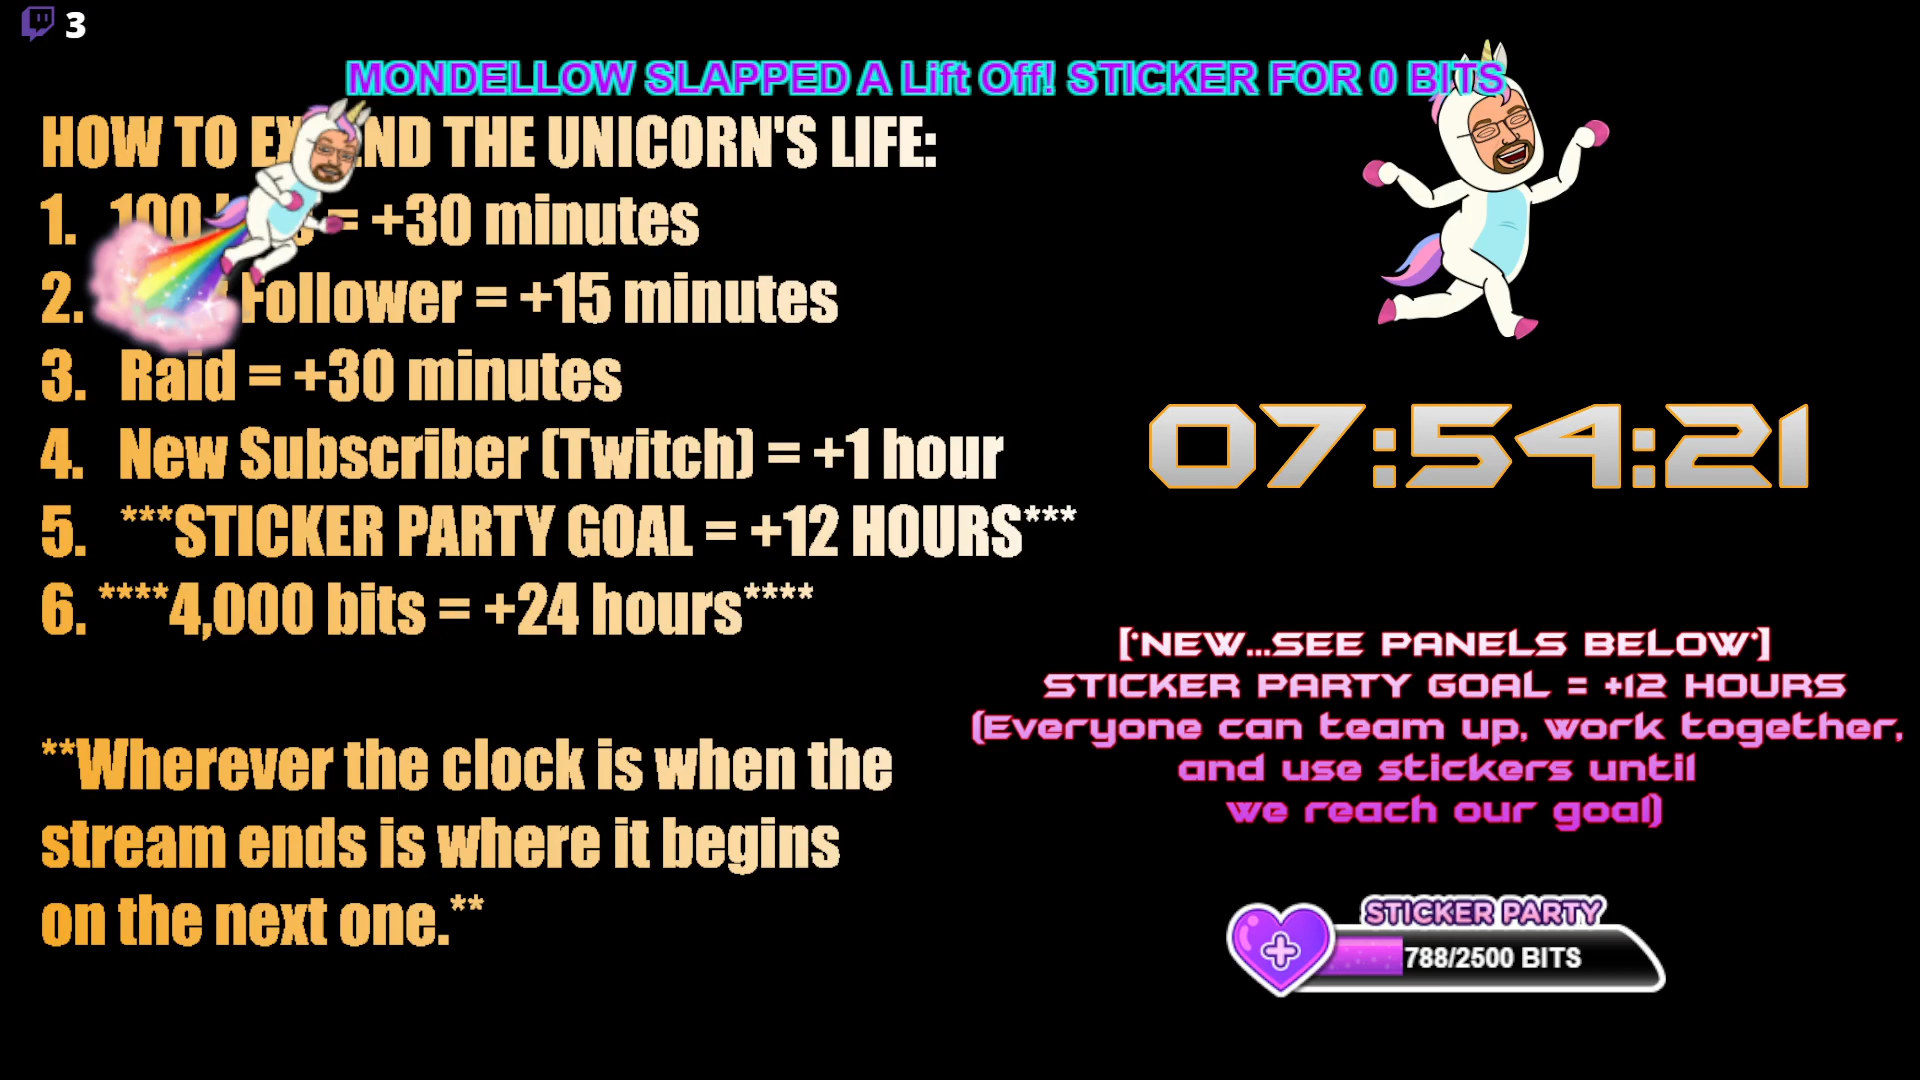 3
MONDELLOW SLAPPED A Lift Off! STICKER FOR 0 BITS
HOW TO THE UNICORN'S LIFE:
1. 100 = +30 minutes
2. Follower = +15 minutes
3. Raid = +30 minutes
4. New Subscriber (Twitch) = +1 hour
5. ***STICKER PARTY GOAL = +12 HOURS***
6. ****4,000 bits = +24 hours****
**Wherever the clock is when the
stream ends is where it begins
on the next one.**
07:54:21
[*NEW...SEE PANELS BELOW*]
STICKER PARTY GOAL = +12 HOURS
(Everyone can team up, work together,
and use stickers until
we reach our goal)
STICKER PARTY
788/2500 BITS